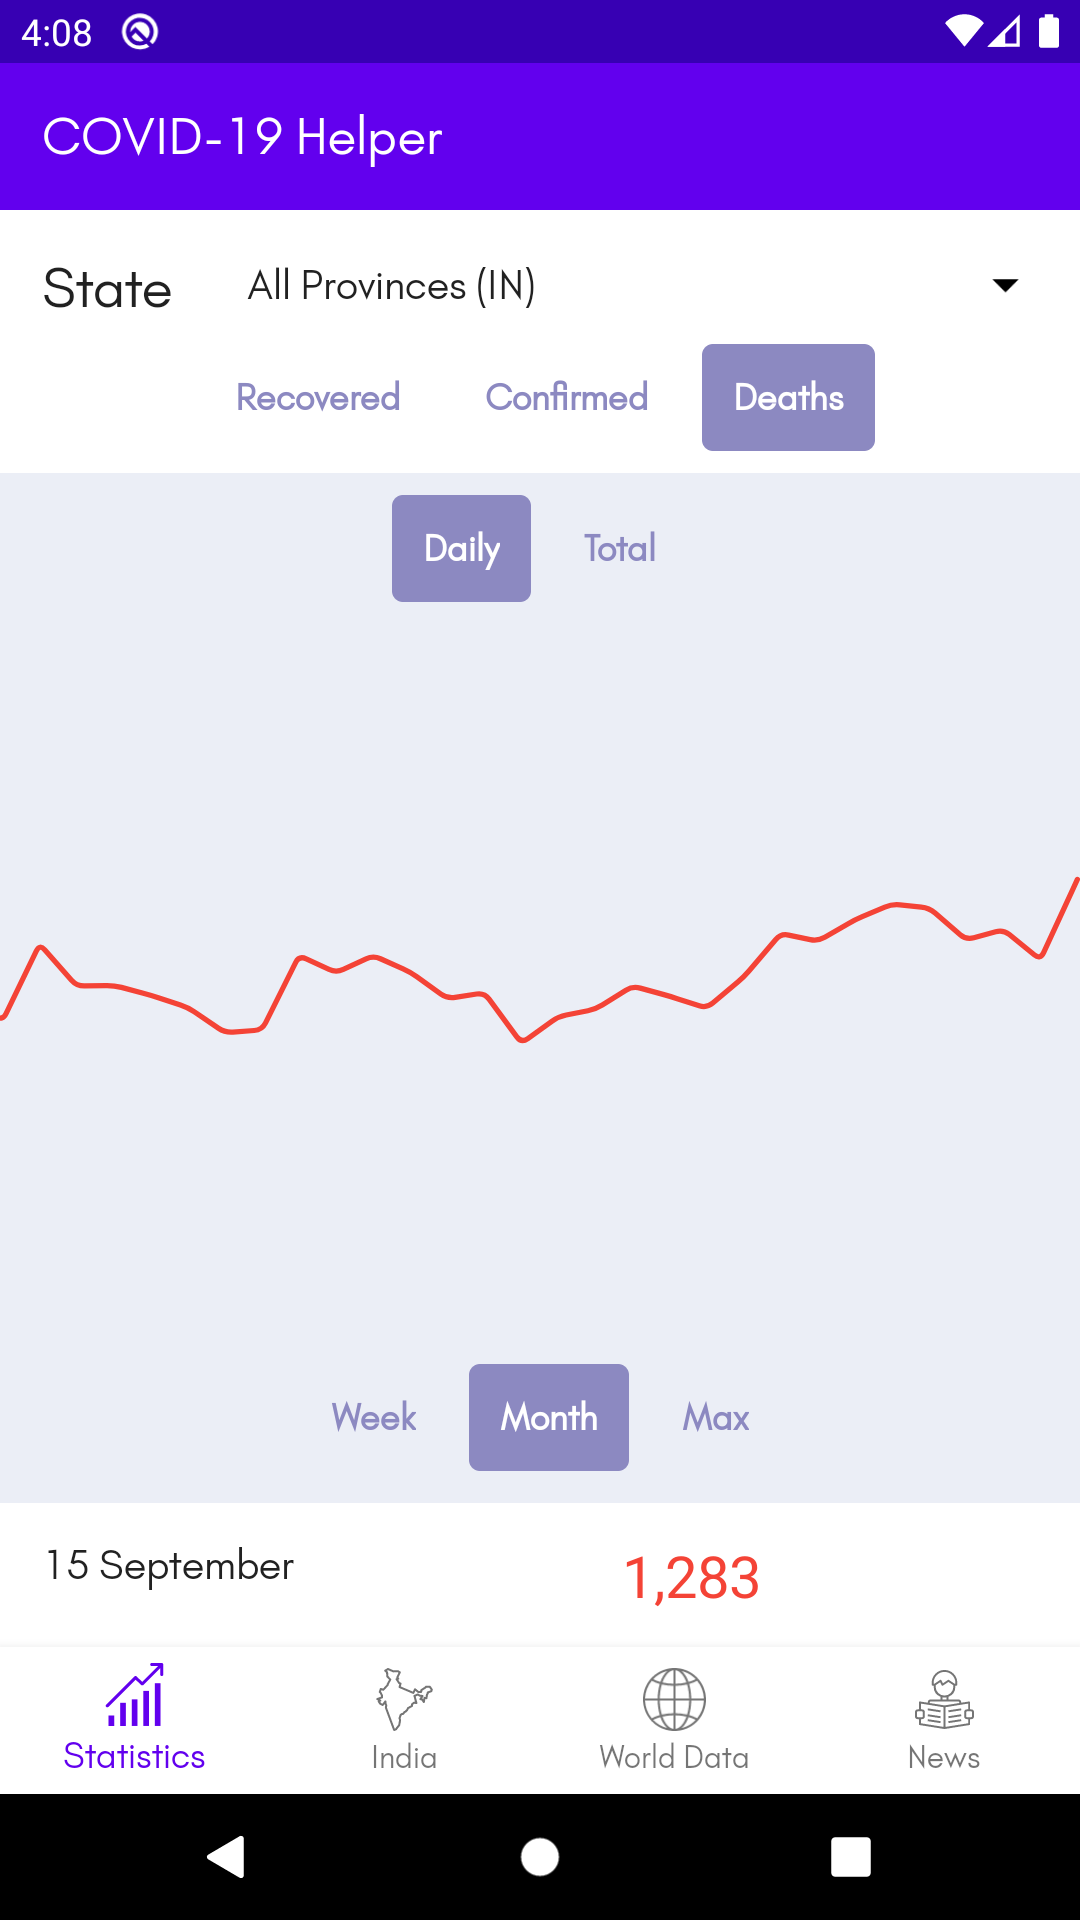 4:08
COVID-19 Helper
State All Provinces (IN)
Recovered Confirmed Deaths
Daily Total
Week Month Max
15 September 1,283
Statistics India World Data News